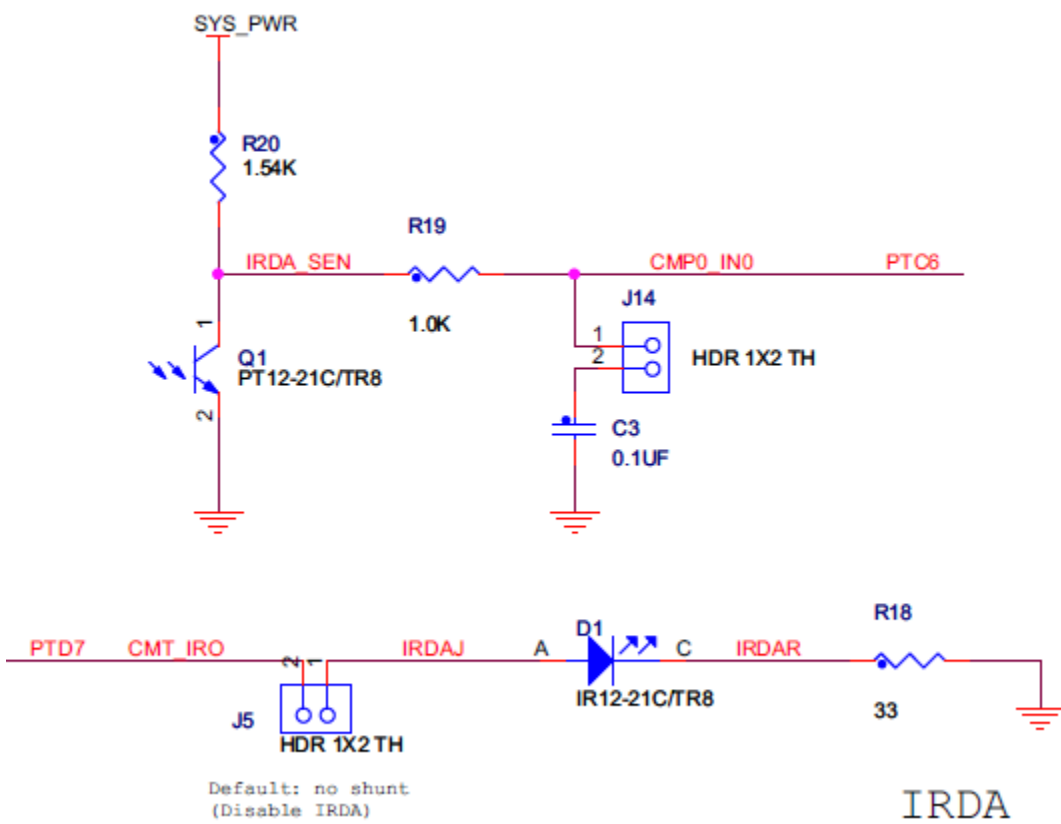 SYS_PWR
R20
1.54K
R19
IRDA_SEN
CMP0_IN0
PTC6
J14
1.0K
1
1
2
HDR 1X2 TH
Q1
PT12-21C/TR8
2
C3
0.1UF
R18
D1
PTD7
CMT_IRO
IRDAJ
A
C
IRDAR
2
1
IR12-21C/TR8
33
J5
HDR 1X2 TH
Default: no shunt
(Disable IRDA)
IRDA